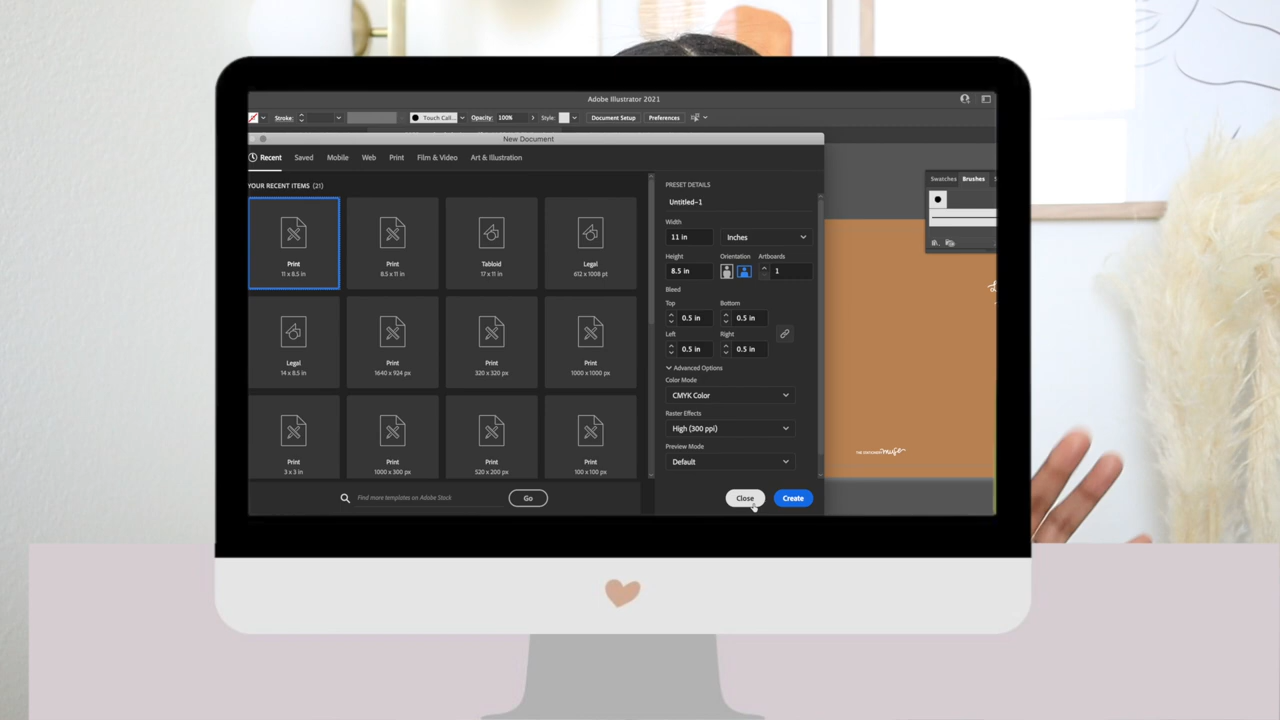 Adobe Illustrator 2021
Stroke: Touch Call... Opacity: 100% Style: Document Setup Preferences
New Document
Recent Saved Mobile Web Print Film & Video Art & Illustration
Swatches Brushes
YOUR RECENT ITEMS (21)
Print
11 x 8.5 in
Print
8.5 x 11 in
Tabloid
17 x 11 in
Legal
612 x 1008 pt
Legal
14 x 8.5 in
Print
1640 x 924 px
Print
320 x 320 px
Print
1000 x 1000 px
Print
3 x 3 in
Print
1000 x 300 px
Print
520 x 200 px
Print
100 x 100 px
Find more templates on Adobe Stock
Go
PRESET DETAILS
Untitled-1
Width
11 in Inches
Height Orientation Artboards
8.5 in 1
Bleed
Top Bottom
0.5 in 0.5 in
Left Right
0.5 in 0.5 in
Advanced Options
Color Mode
CMYK Color
Raster Effects
High (300 ppi)
Preview Mode
Default
Close Create
THE STATIONERY muse